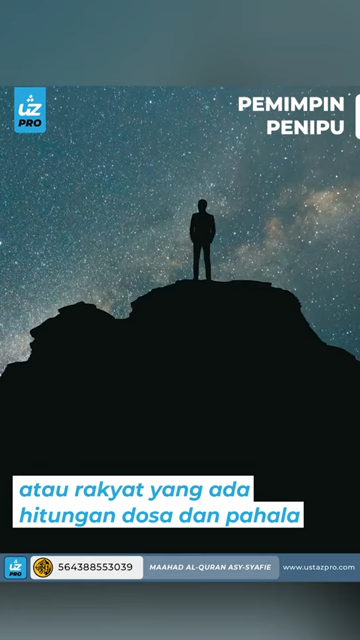 UZ
PRO
PEMIMPIN
PENIPU
atau rakyat yang ada
hitungan dosa dan pahala
UZ
PRO
564388553039
MAAHAD AL-QURAN ASY-SYAFIE
www.ustazpro.com